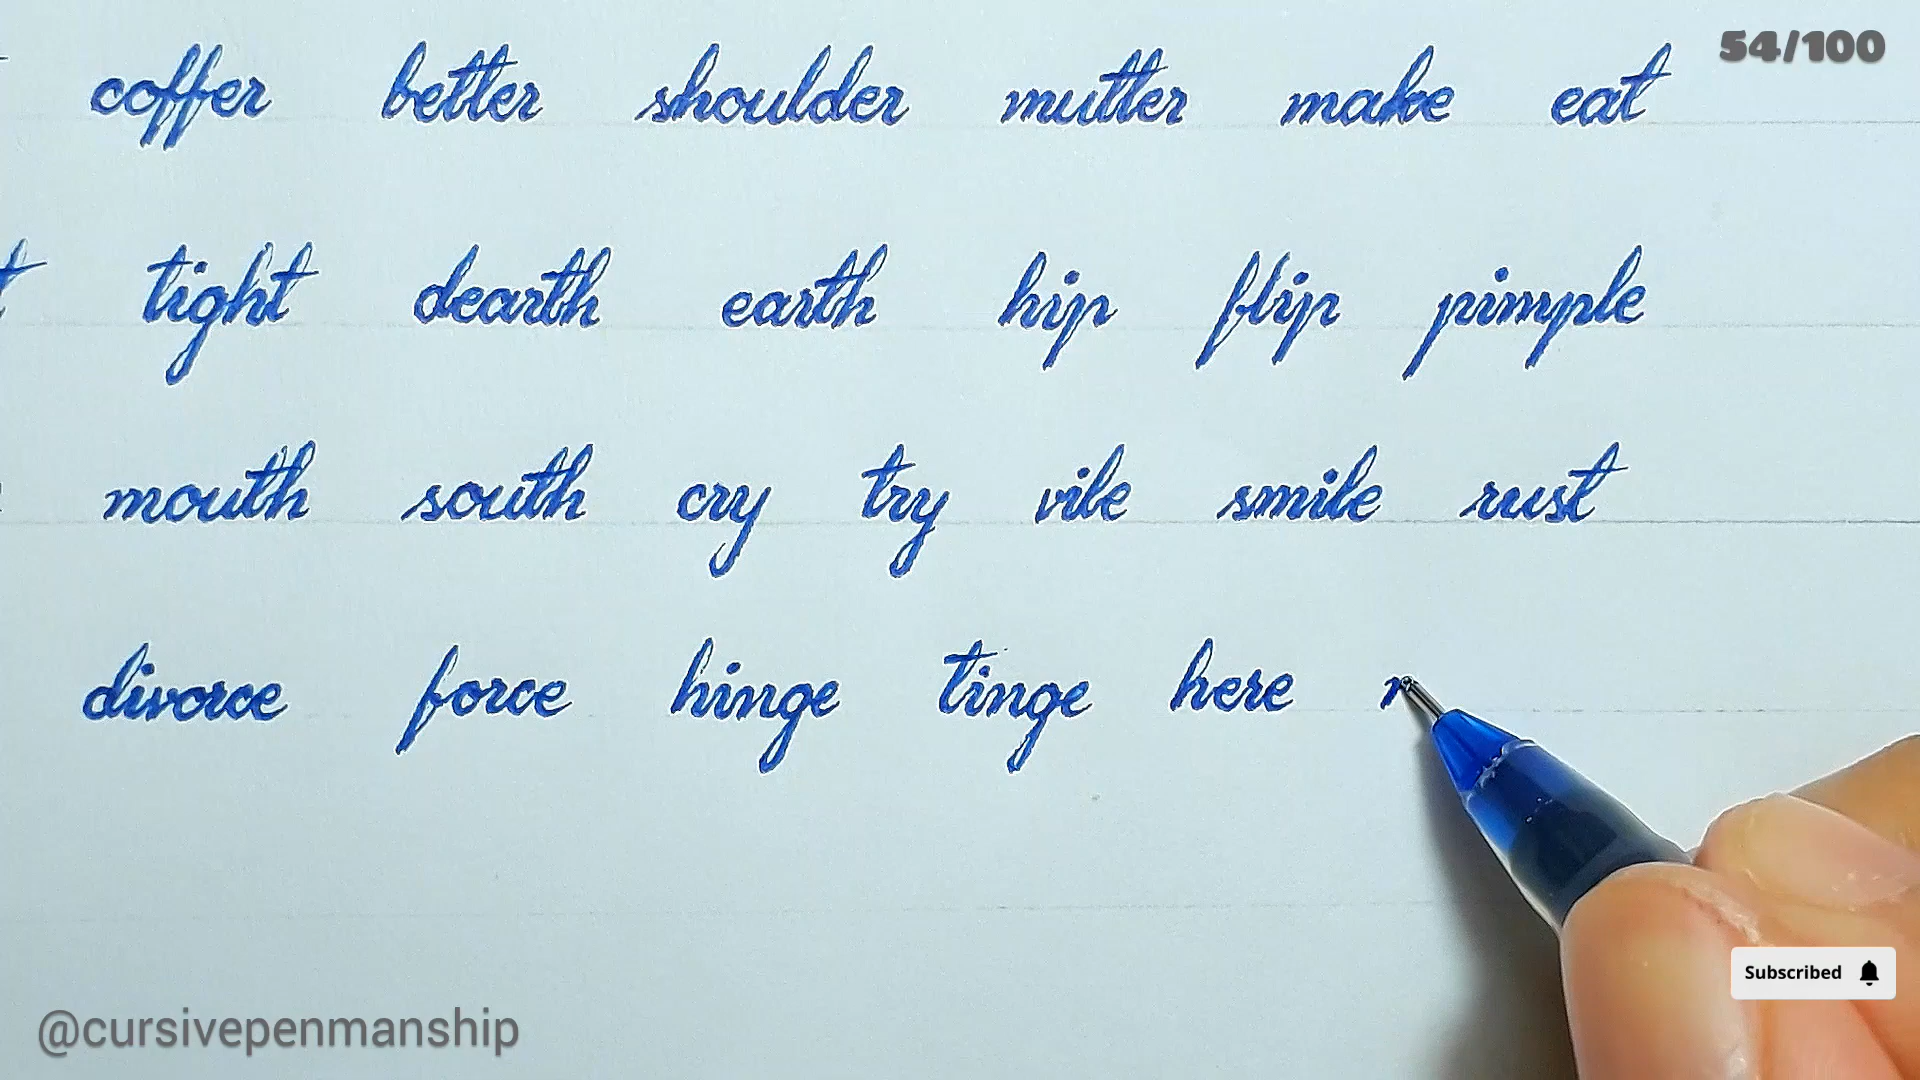 54/100
coffer better shoulder mutter make eat
tight dearth earth hip flip pimple
mouth south cry try vile smile rust
divorce force hinge tinge here
Subscribed
@cursivepenmanship